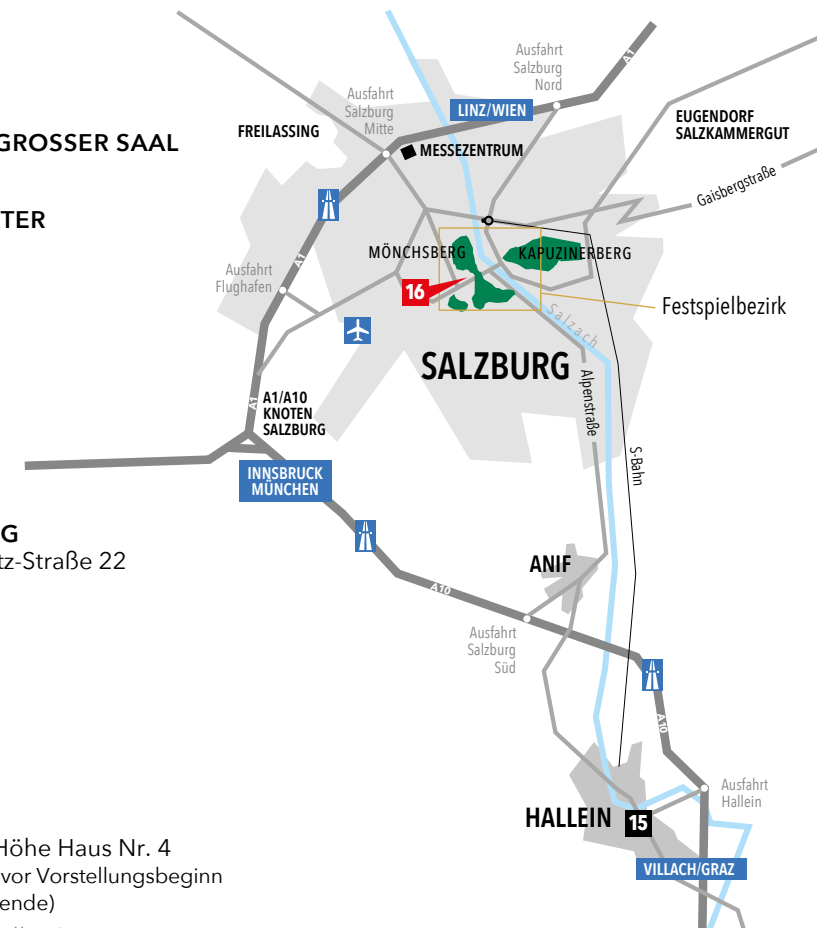 GROSSER SAAL
TER
G
tz-Straße 22
Höhe Haus Nr. 4
vor Vorstellungsbeginn
ende)
Ausfahrt
Salzburg
Nord
A1
Ausfahrt
Salzburg
Mitte
LINZ/WIEN
FREILASSING
MESSEZENTRUM
EUGENDORF
SALZKAMMERGUT
Gaisbergstraße
A1
Ausfahrt
Flughafen
MÖNCHSBERG
KAPUZINERBERG
16
Festspielbezirk
Salzach
SALZBURG
Alpenstraße
S-Bahn
A1
A1/A10
KNOTEN
SALZBURG
INNSBRUCK
MÜNCHEN
ANIF
A10
Ausfahrt
Salzburg
Süd
A10
Ausfahrt
Hallein
HALLEIN
15
VILLACH/GRAZ